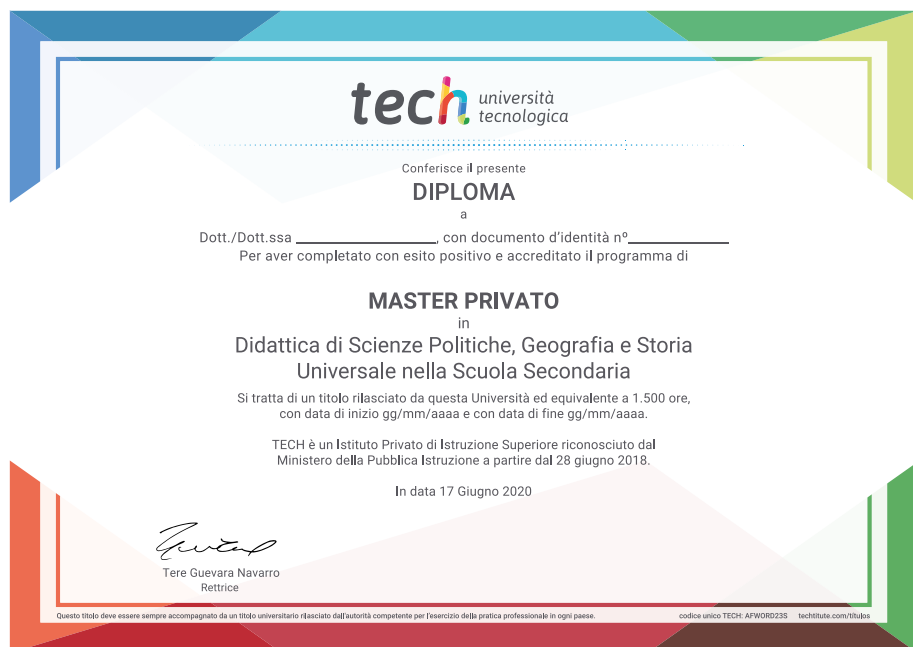 tech università
tecnologica
Conferisce il presente
DIPLOMA
a
Dott./Dott.ssa ________________, con documento d'identità nº____________
Per aver completato con esito positivo e accreditato il programma di
MASTER PRIVATO
in
Didattica di Scienze Politiche, Geografia e Storia
Universale nella Scuola Secondaria
Si tratta di un titolo rilasciato da questa Università ed equivalente a 1.500 ore,
con data di inizio gg/mm/aaaa e con data di fine gg/mm/aaaa.
TECH è un Istituto Privato di Istruzione Superiore riconosciuto dal
Ministero della Pubblica Istruzione a partire dal 28 giugno 2018.
In data 17 Giugno 2020
Tere Guevara Navarro
Rettrice
Questo titolo deve essere sempre accompagnato da un titolo universitario rilasciato dall'autorità competente per l'esercizio della pratica professionale in ogni paese. codice unico TECH: AFWORD23S techtitute.com/titulos